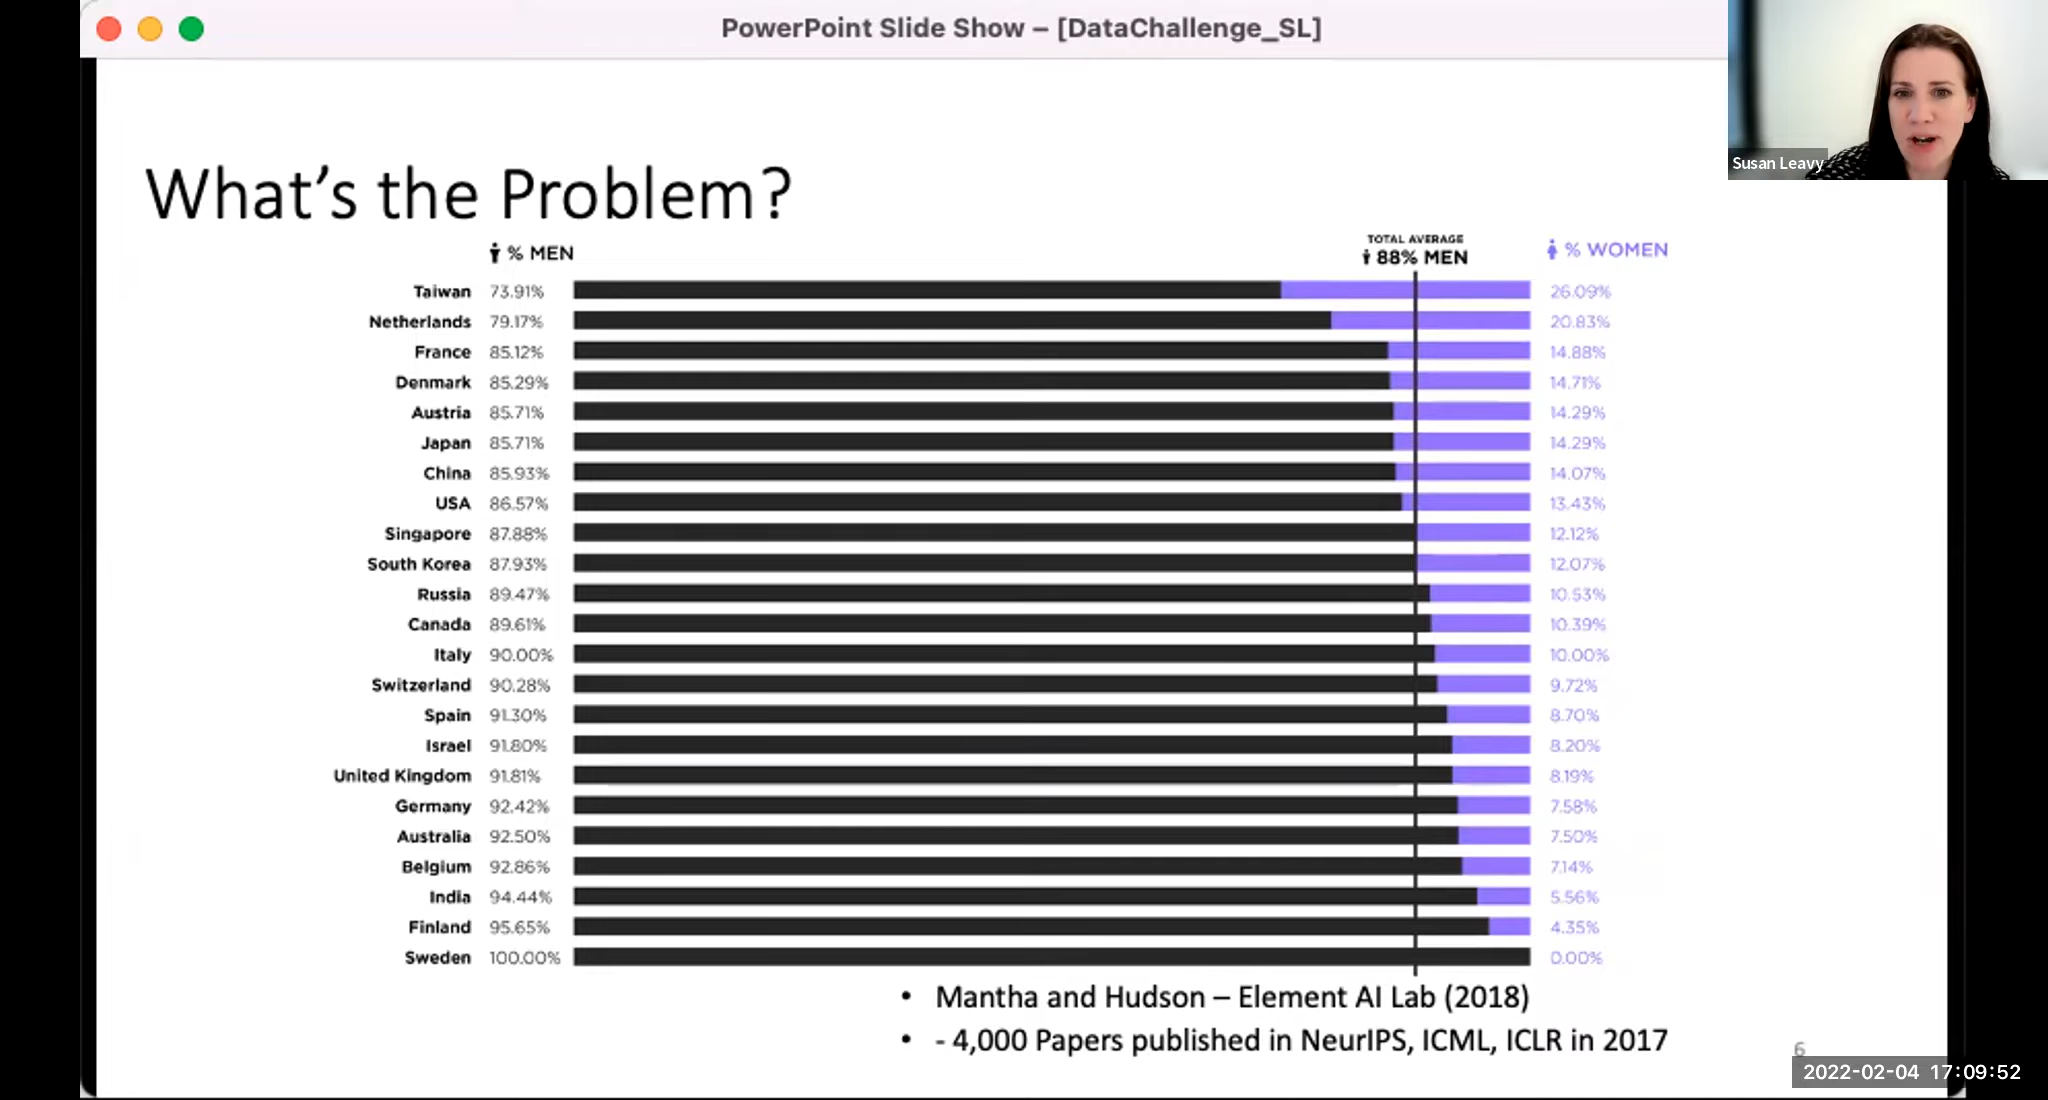 PowerPoint Slide Show – [DataChallenge_SL]
Susan Leavy
What's the Problem?
% MEN
TOTAL AVERAGE
88% MEN
% WOMEN
Taiwan 73.91% 26.09%
Netherlands 79.17% 20.83%
France 85.12% 14.88%
Denmark 85.29% 14.71%
Austria 85.71% 14.29%
Japan 85.71% 14.29%
China 85.93% 14.07%
USA 86.57% 13.43%
Singapore 87.88% 12.12%
South Korea 87.93% 12.07%
Russia 89.47% 10.53%
Canada 89.61% 10.39%
Italy 90.00% 10.00%
Switzerland 90.28% 9.72%
Spain 91.30% 8.70%
Israel 91.80% 8.20%
United Kingdom 91.81% 8.19%
Germany 92.42% 7.58%
Australia 92.50% 7.50%
Belgium 92.86% 7.14%
India 94.44% 5.56%
Finland 95.65% 4.35%
Sweden 100.00% 0.00%
• Mantha and Hudson – Element AI Lab (2018)
• - 4,000 Papers published in NeurIPS, ICML, ICLR in 2017
6
2022-02-04 17:09:52